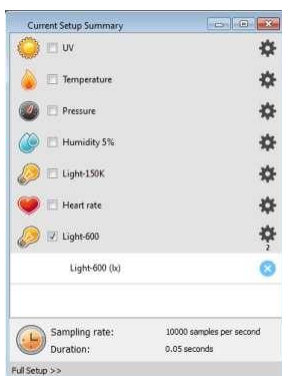 Current Setup Summary
UV
Temperature
Pressure
Humidity 5%
Light-150K
Heart rate
Light-600
2
Light-600 (lx)
Sampling rate: 10000 samples per second
Duration: 0.05 seconds
Full Setup >>